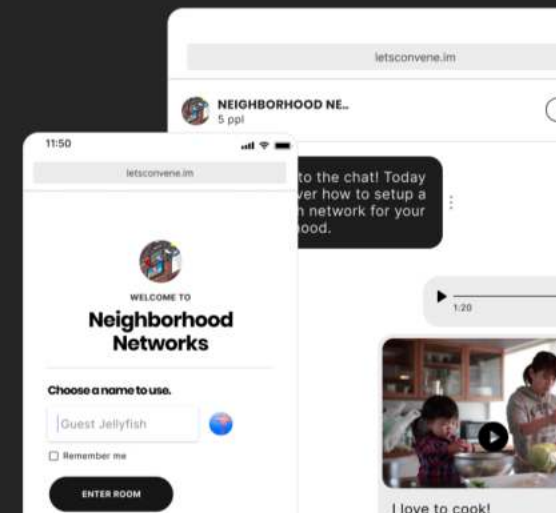 letsconvene.im
NEIGHBORHOOD NE..
5 ppl
to the chat! Today
ver how to setup a
network for your
ood.
1:20
I love to cook!
11:50
letsconvene.im
WELCOME TO
Neighborhood
Networks
Choose a name to use.
Guest Jellyfish
Remember me
ENTER ROOM